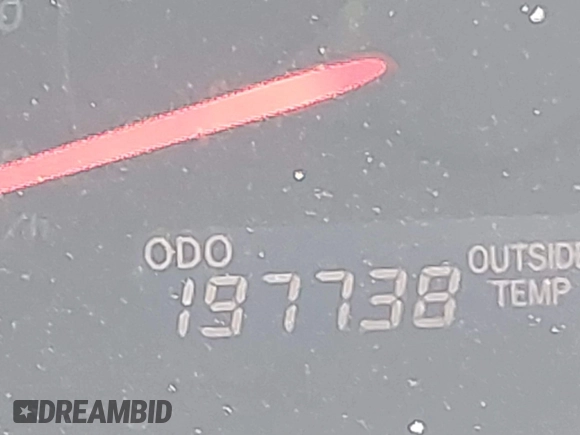 ODO
197738
OUTSIDE
TEMP
DREAMBID